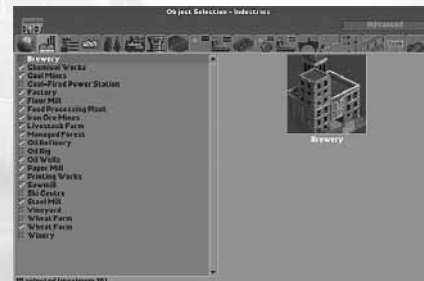 Object Selection - Industries
Advanced
Brewery
Chemical Works
Coal Mines
Coal-Fired Power Station
Factory
Flour Mill
Food Processing Plant
Iron Ore Mines
Livestock Farm
Managed Forest
Oil Refinery
Oil Rig
Oil Wells
Paper Mill
Printing Works
Sawmill
Ski Centre
Steel Mill
Vineyard
Wheat Farm
Wheat Farm
Winery
Brewery